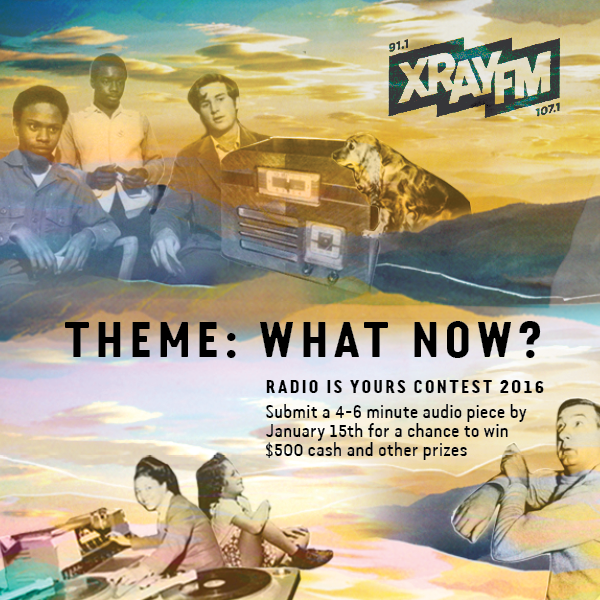 91.1
XRAYFM
107.1
THEME: WHAT NOW?
RADIO IS YOURS CONTEST 2016
Submit a 4-6 minute audio piece by
January 15th for a chance to win
$500 cash and other prizes